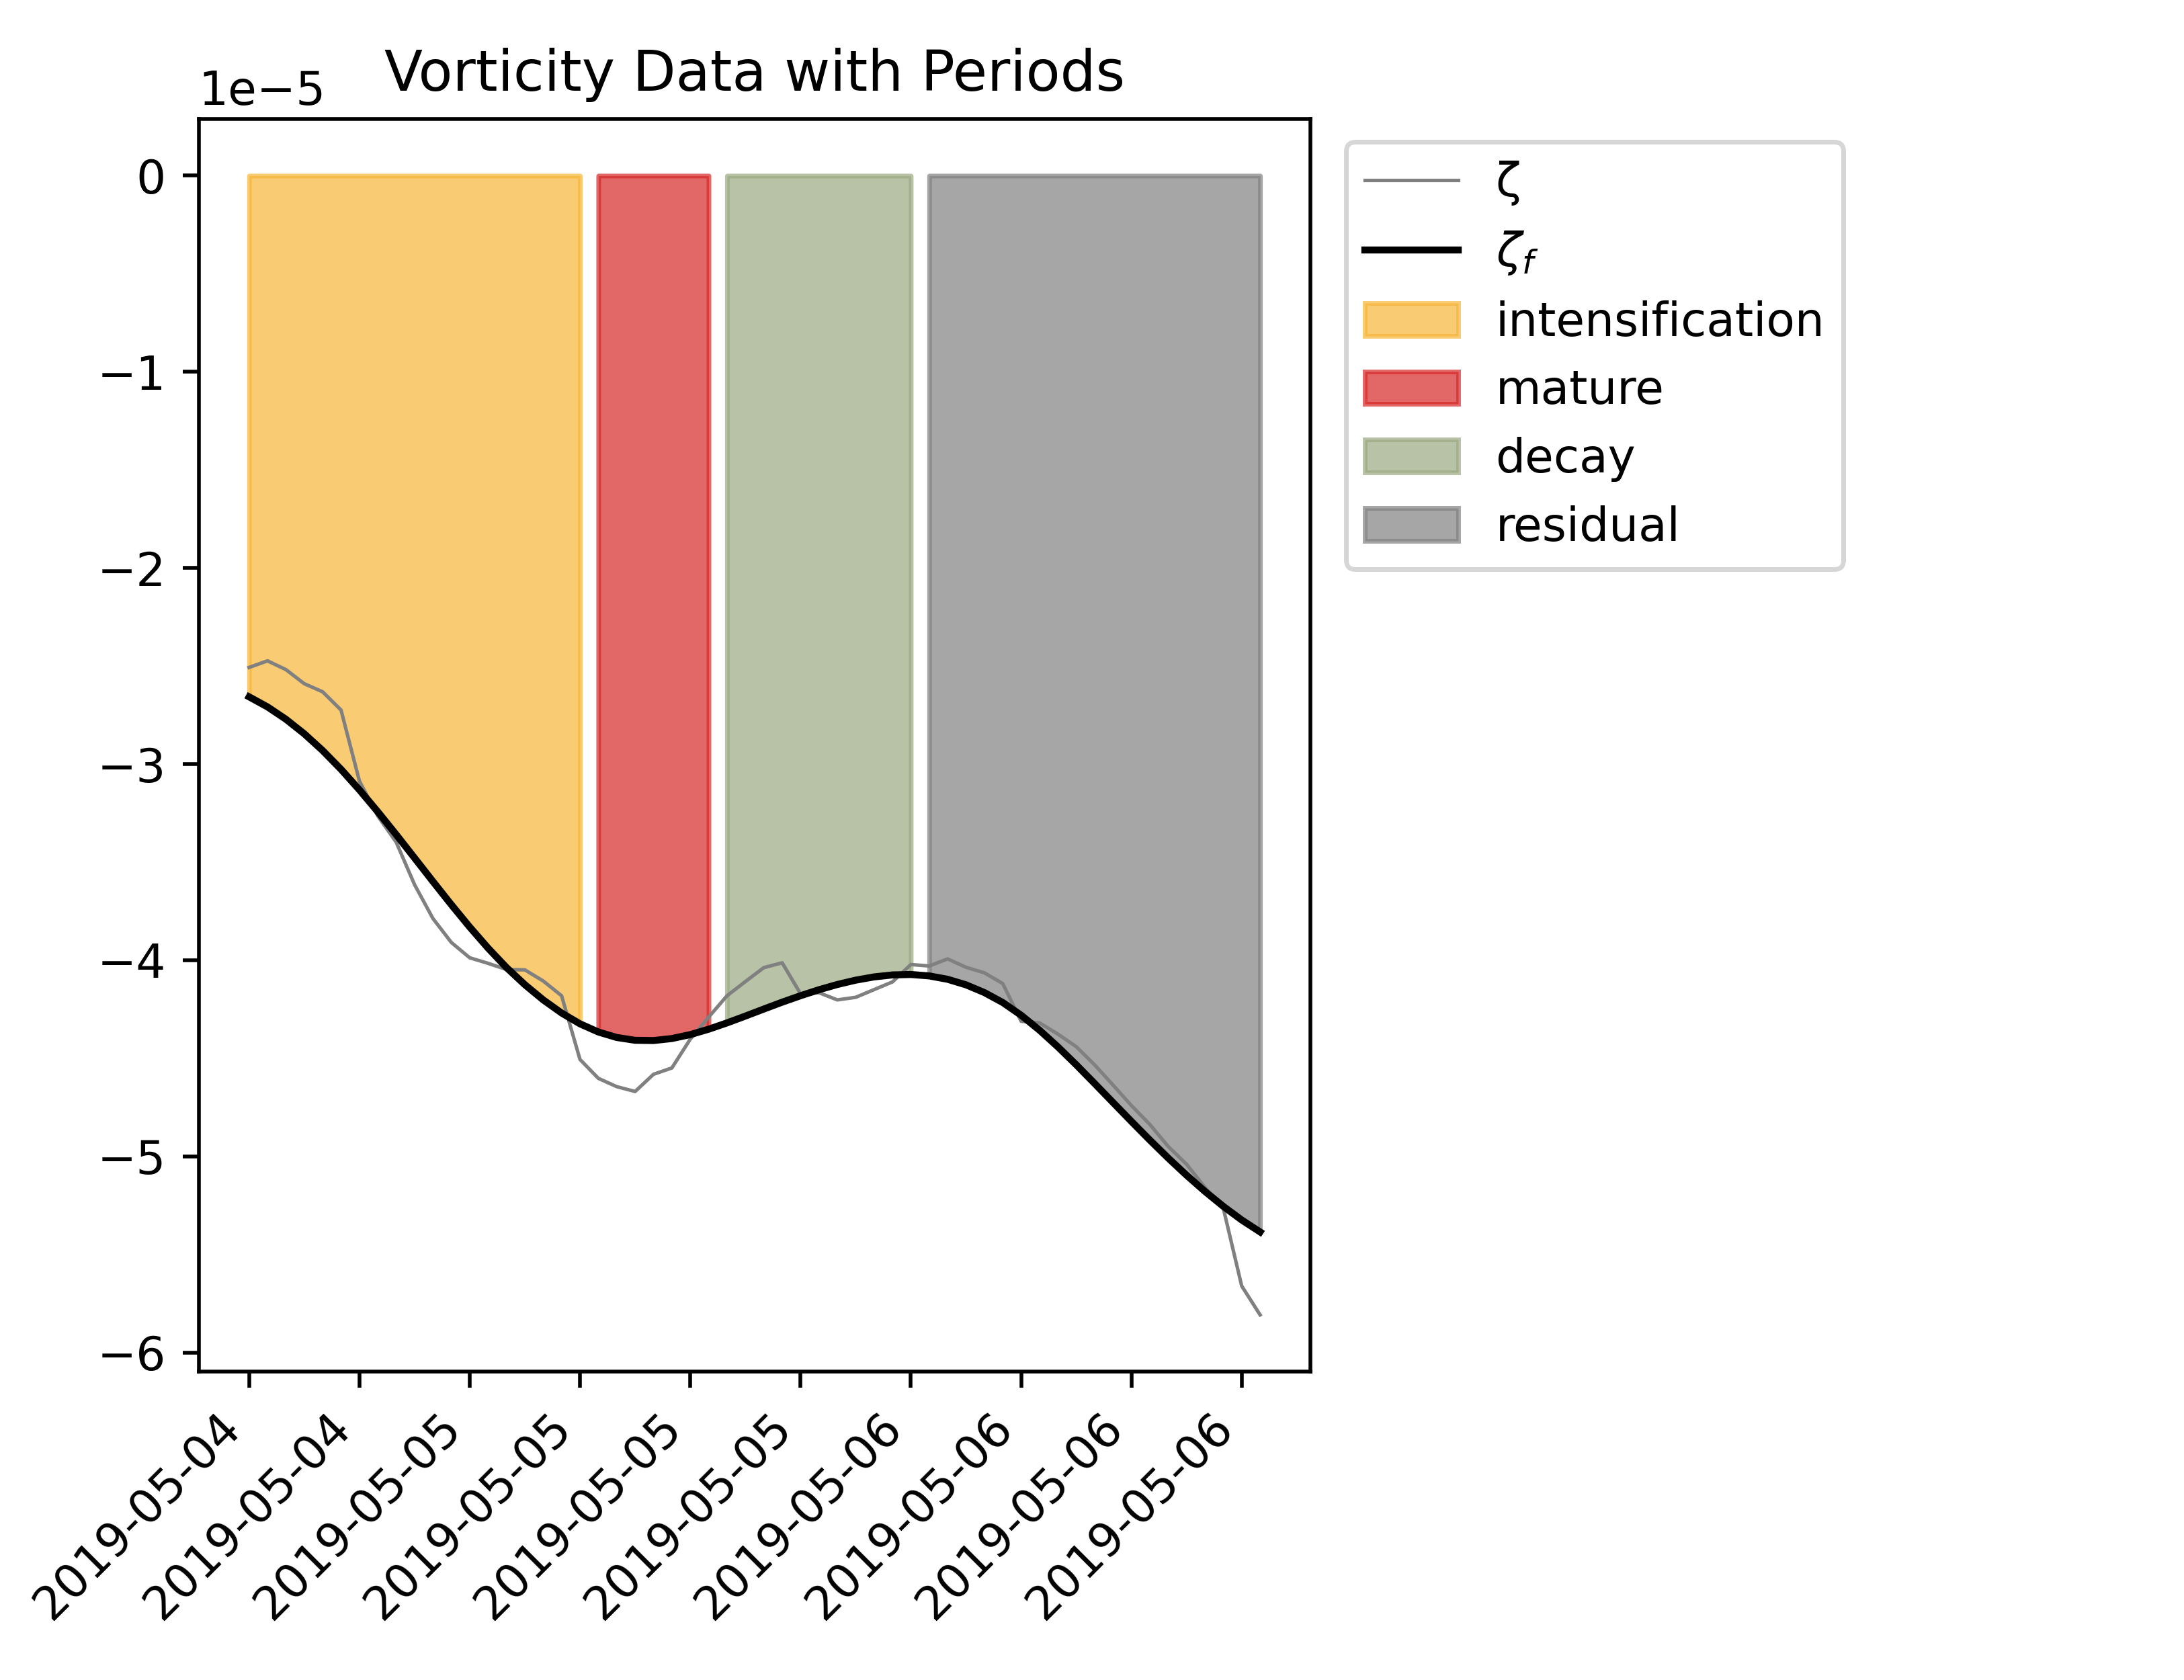 Vorticity Data with Periods
1e−5
0
−1
−2
−3
−4
−5
−6
2019-05-04
2019-05-04
2019-05-05
2019-05-05
2019-05-05
2019-05-05
2019-05-06
2019-05-06
2019-05-06
2019-05-06
ζ
ζf
intensification
mature
decay
residual